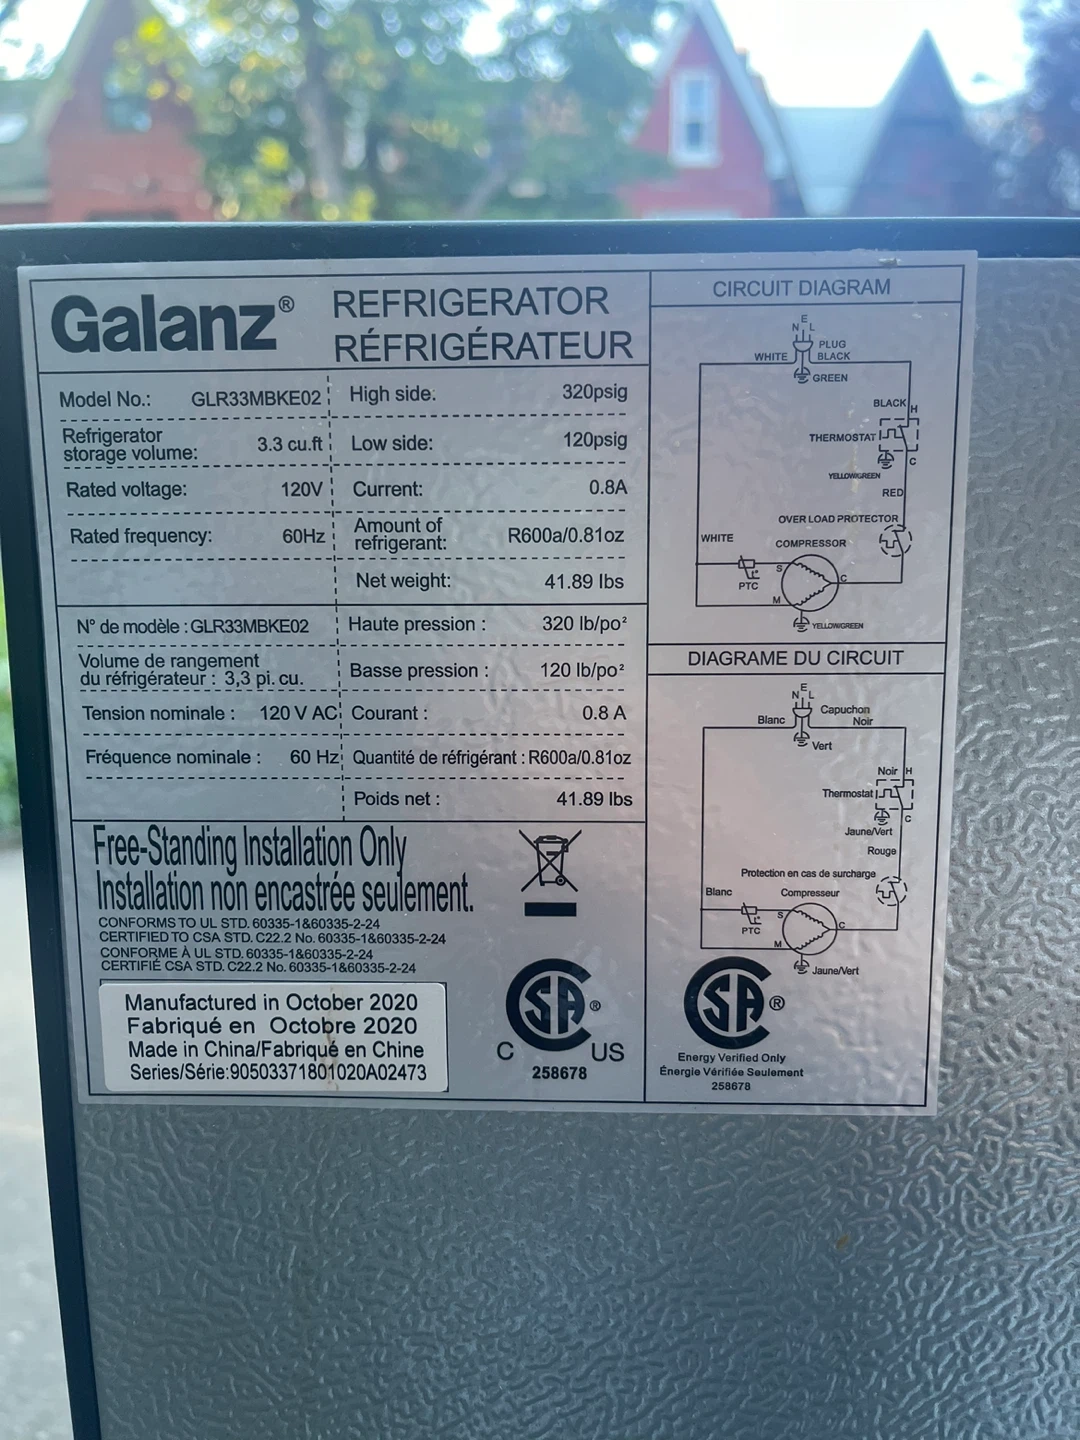 Galanz®
REFRIGERATOR
RÉFRIGÉRATEUR
Model No.: GLR33MBKE02
Refrigerator
storage volume: 3.3 cu.ft
Rated voltage: 120V
Rated frequency: 60Hz
High side: 320psig
Low side: 120psig
Current: 0.8A
Amount of
refrigerant: R600a/0.81oz
Net weight: 41.89 lbs
N° de modèle : GLR33MBKE02
Volume de rangement
du réfrigérateur : 3,3 pi. cu.
Tension nominale : 120 V AC
Fréquence nominale : 60 Hz
Haute pression : 320 lb/po²
Basse pression : 120 lb/po²
Courant : 0.8 A
Quantité de réfrigérant : R600a/0.81oz
Poids net : 41.89 lbs
Free-Standing Installation Only
Installation non encastrée seulement.
CONFORMS TO UL STD. 60335-1&60335-2-24
CERTIFIED TO CSA STD. C22.2 No. 60335-1&60335-2-24
CONFORME À UL STD. 60335-1&60335-2-24
CERTIFIÉ CSA STD. C22.2 No. 60335-1&60335-2-24
Manufactured in October 2020
Fabriqué en Octobre 2020
Made in China/Fabriqué en Chine
Series/Série:90503371801020A02473
CSA®
C US
258678
CIRCUIT DIAGRAM
E
N L
PLUG
WHITE BLACK
GREEN
BLACK H
THERMOSTAT
C
YELLOW/GREEN
RED
OVER LOAD PROTECTOR
WHITE
COMPRESSOR
S
PTC
C
M
YELLOW/GREEN
DIAGRAME DU CIRCUIT
E
N L
Capuchon
Blanc Noir
Vert
Noir H
Thermostat
C
Jaune/Vert
Rouge
Protection en cas de surcharge
Blanc Compresseur
S
PTC
C
M
Jaune/Vert
CSA®
Energy Verified Only
Énergie Vérifiée Seulement
258678